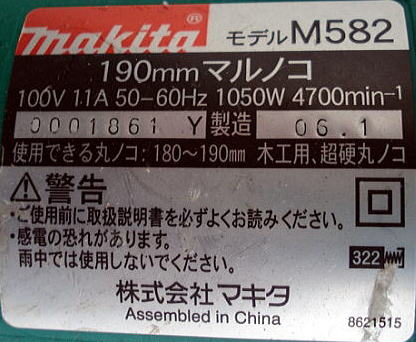 makita® モデル M582
190mm マルノコ
100V 11A 50-60Hz 1050W 4700min⁻¹
0001861 Y 製造 06.1
使用できる丸ノコ: 180~190mm 木工用、超硬丸ノコ
警告
・ご使用前に取扱説明書を必ずよくお読みください。
・感電の恐れがあります。
雨中では使用しないでください。
322
株式会社 マキタ
Assembled in China
8621515